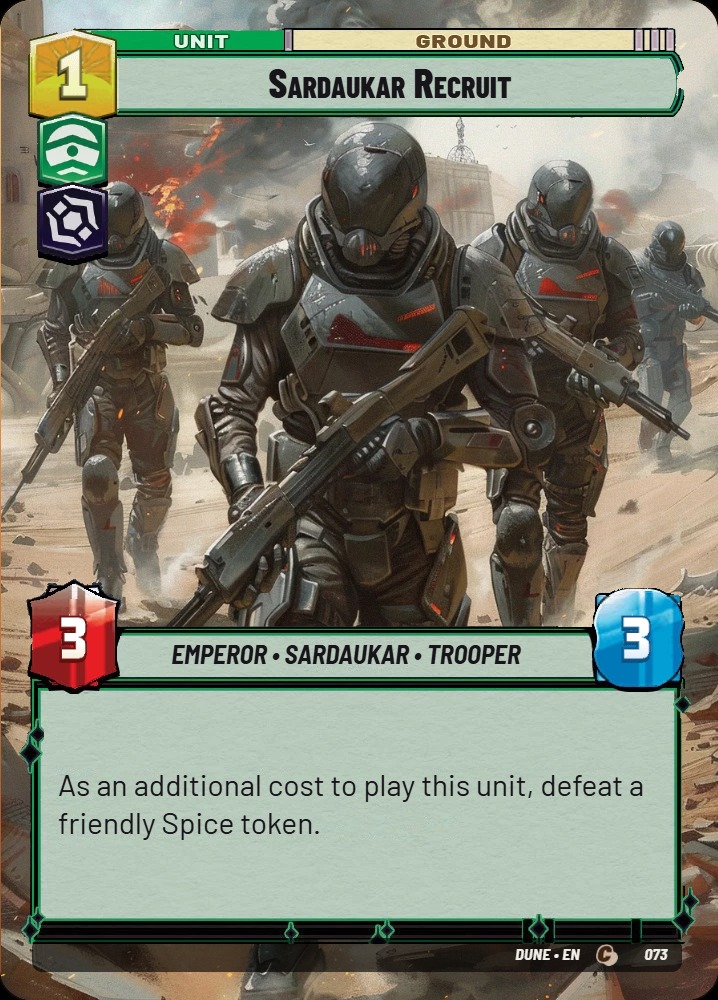 UNIT GROUND
1
SARDAUKAR RECRUIT
3
EMPEROR • SARDAUKAR • TROOPER
3
As an additional cost to play this unit, defeat a
friendly Spice token.
DUNE • EN C 073